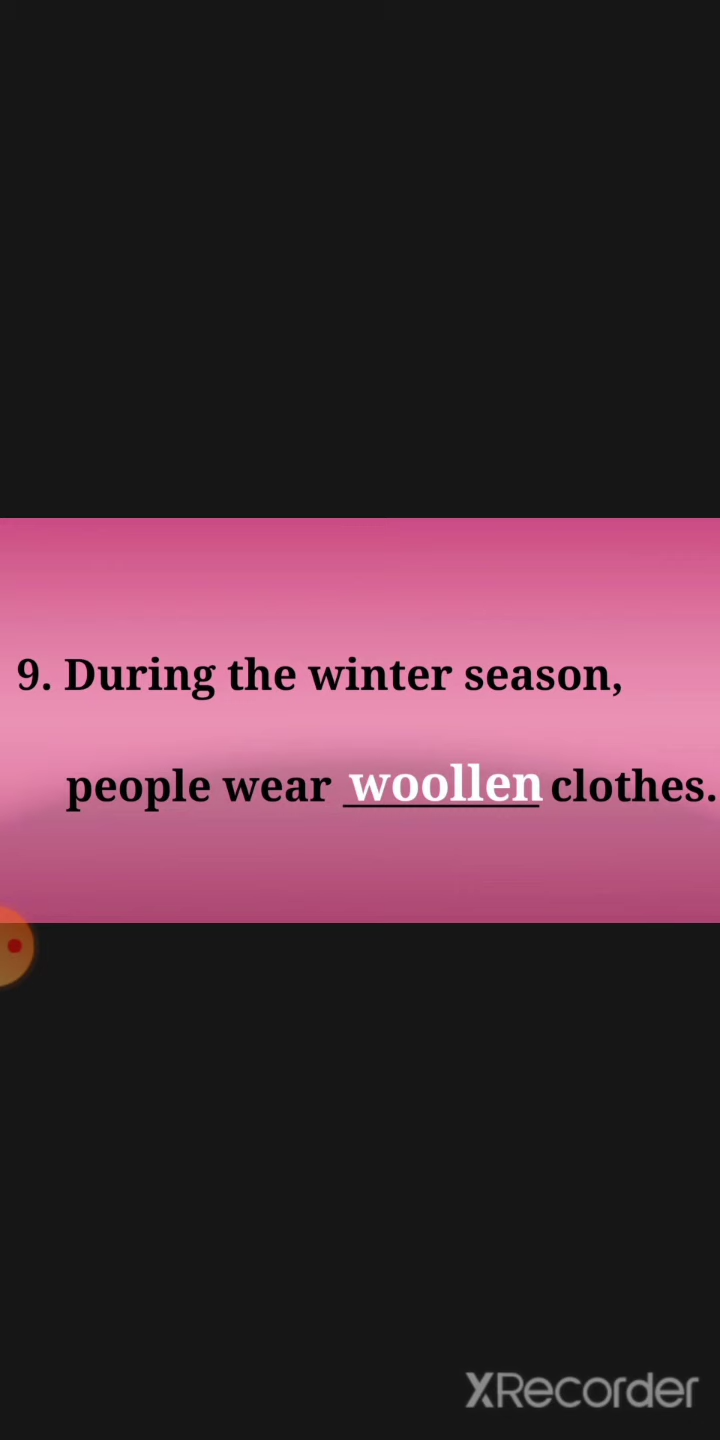 9. During the winter season,
people wear woollen clothes.
XRecorder